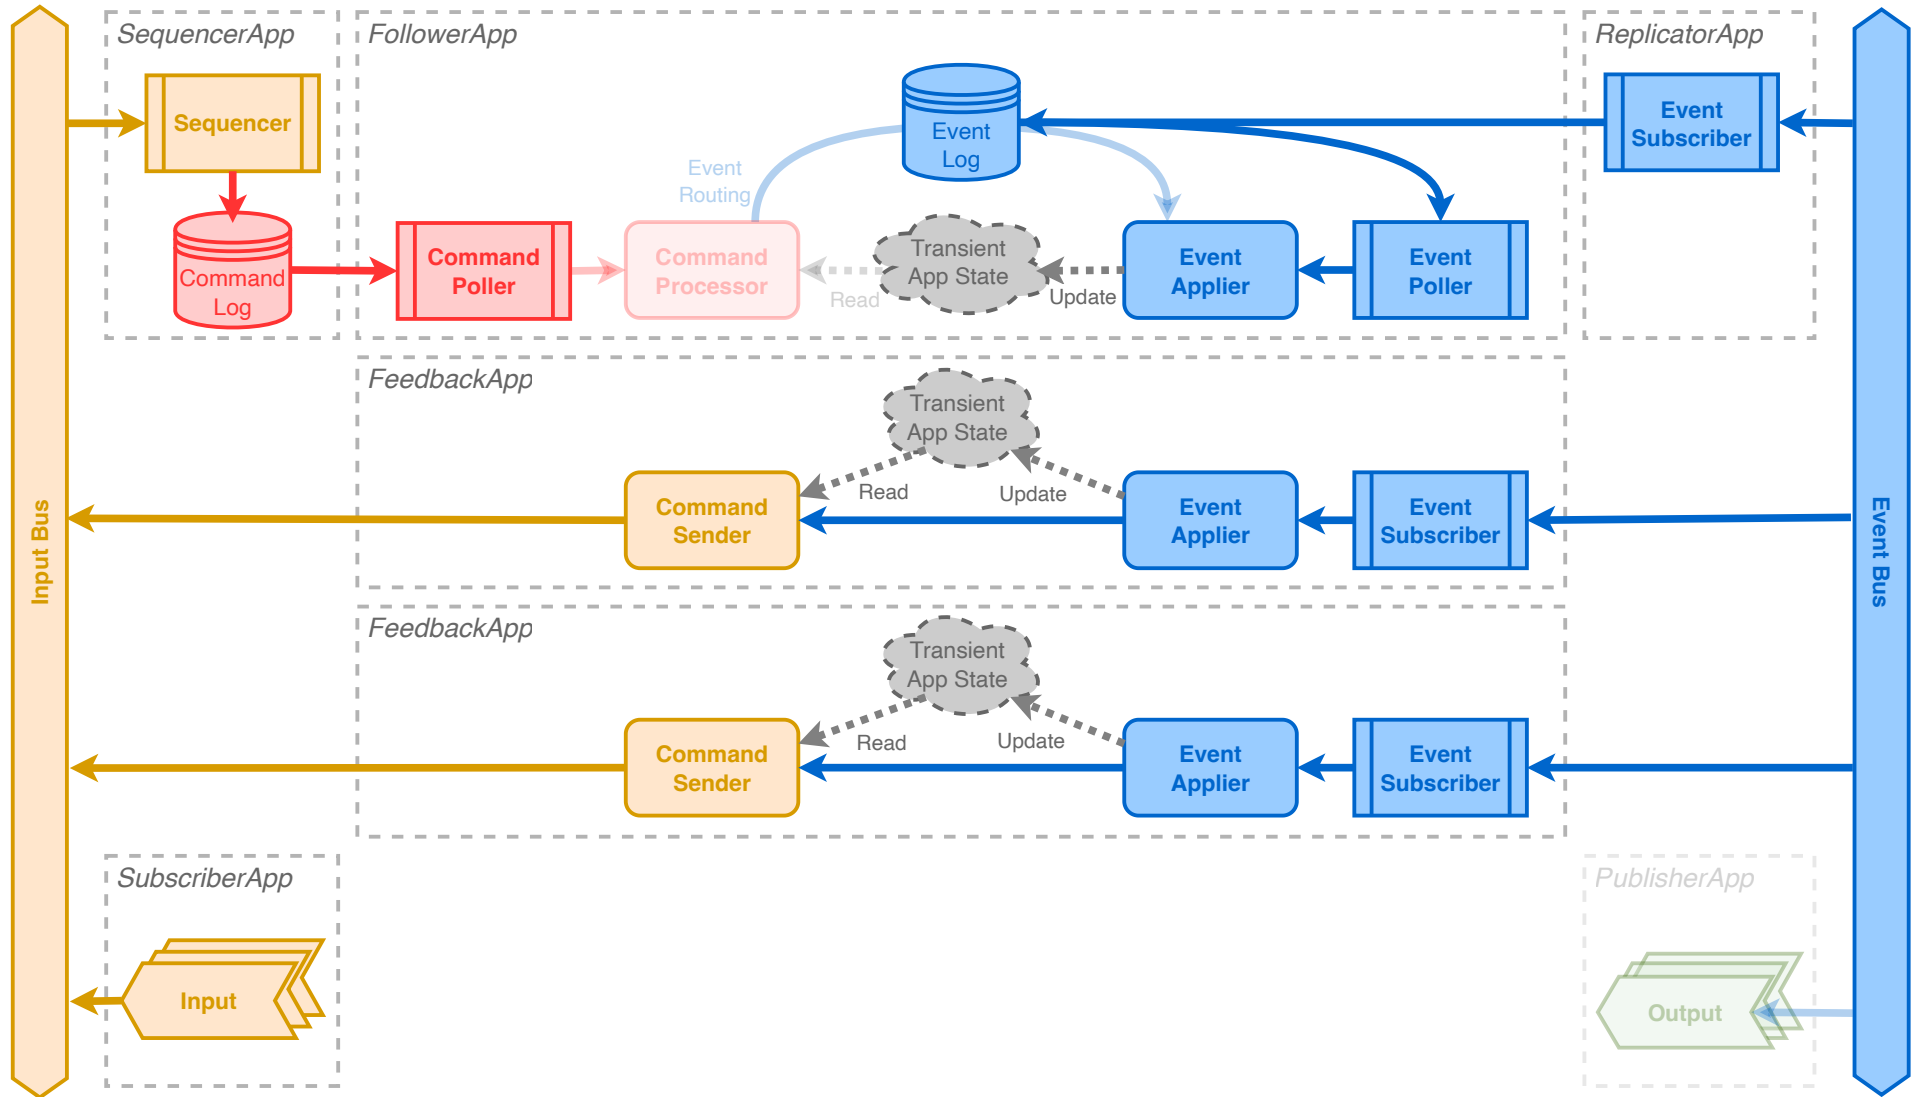 SequencerApp
FollowerApp
ReplicatorApp
Sequencer
Event
Log
Event
Subscriber
Event
Routing
Command
Log
Command
Poller
Command
Processor
Read
Transient
App State
Update
Event
Applier
Event
Poller
FeedbackApp
Transient
App State
Read
Update
Command
Sender
Event
Applier
Event
Subscriber
Input Bus
Event Bus
FeedbackApp
Transient
App State
Read
Update
Command
Sender
Event
Applier
Event
Subscriber
SubscriberApp
Input
PublisherApp
Output